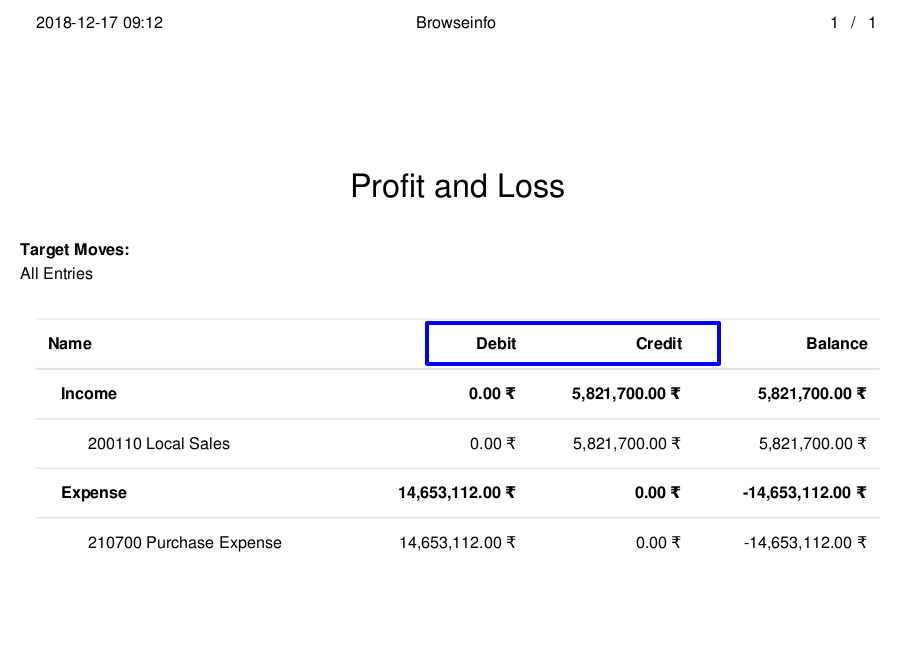 2018-12-17 09:12 Browseinfo 1 / 1
Profit and Loss
Target Moves:
All Entries
Name Debit Credit Balance
Income 0.00 ₹ 5,821,700.00 ₹ 5,821,700.00 ₹
200110 Local Sales 0.00 ₹ 5,821,700.00 ₹ 5,821,700.00 ₹
Expense 14,653,112.00 ₹ 0.00 ₹ -14,653,112.00 ₹
210700 Purchase Expense 14,653,112.00 ₹ 0.00 ₹ -14,653,112.00 ₹